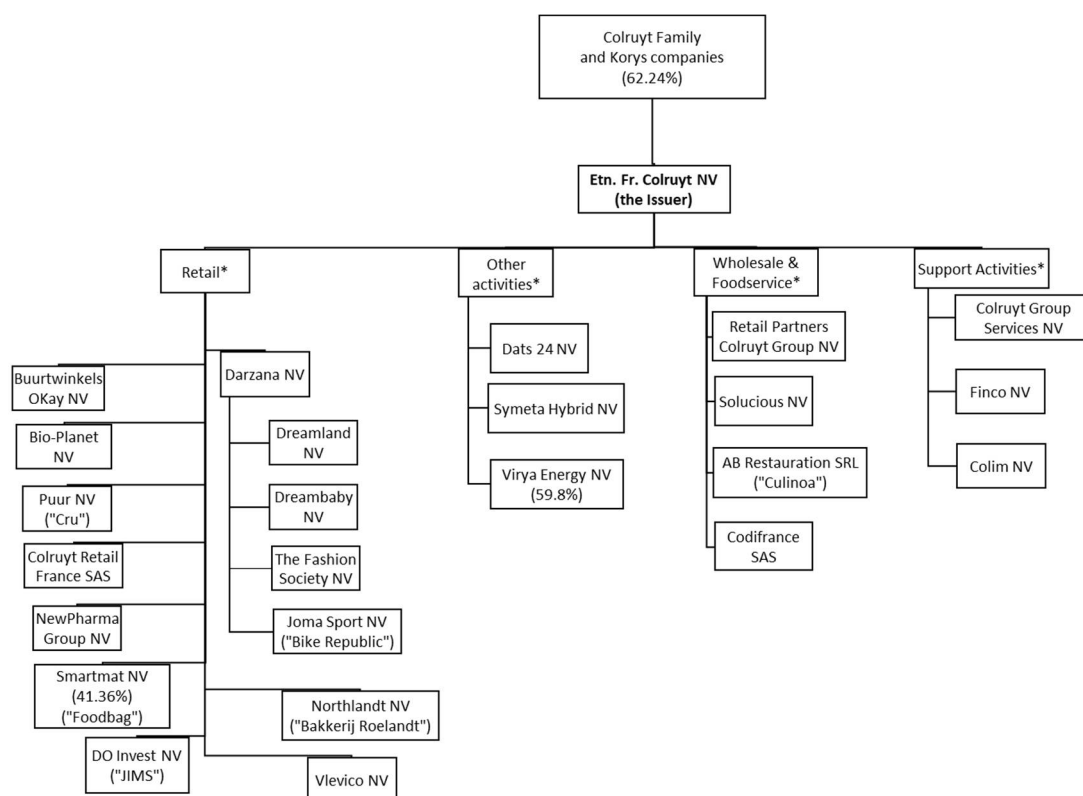 Colruyt Family
and Korys companies
(62.24%)
Etn. Fr. Colruyt NV
(the Issuer)
Retail*
Other
activities*
Wholesale &
Foodservice*
Support Activities*
Buurtwinkels
OKay NV
Bio-Planet
NV
Puur NV
("Cru")
Colruyt Retail
France SAS
NewPharma
Group NV
Smartmat NV
(41.36%)
("Foodbag")
DO Invest NV
("JIMS")
Darzana NV
Dreamland
NV
Dreambaby
NV
The Fashion
Society NV
Joma Sport NV
("Bike Republic")
Northlandt NV
("Bakkerij Roelandt")
Vlevico NV
Dats 24 NV
Symeta Hybrid NV
Virya Energy NV
(59.8%)
Retail Partners
Colruyt Group NV
Solucious NV
AB Restauration SRL
("Culinoa")
Codifrance
SAS
Colruyt Group
Services NV
Finco NV
Colim NV